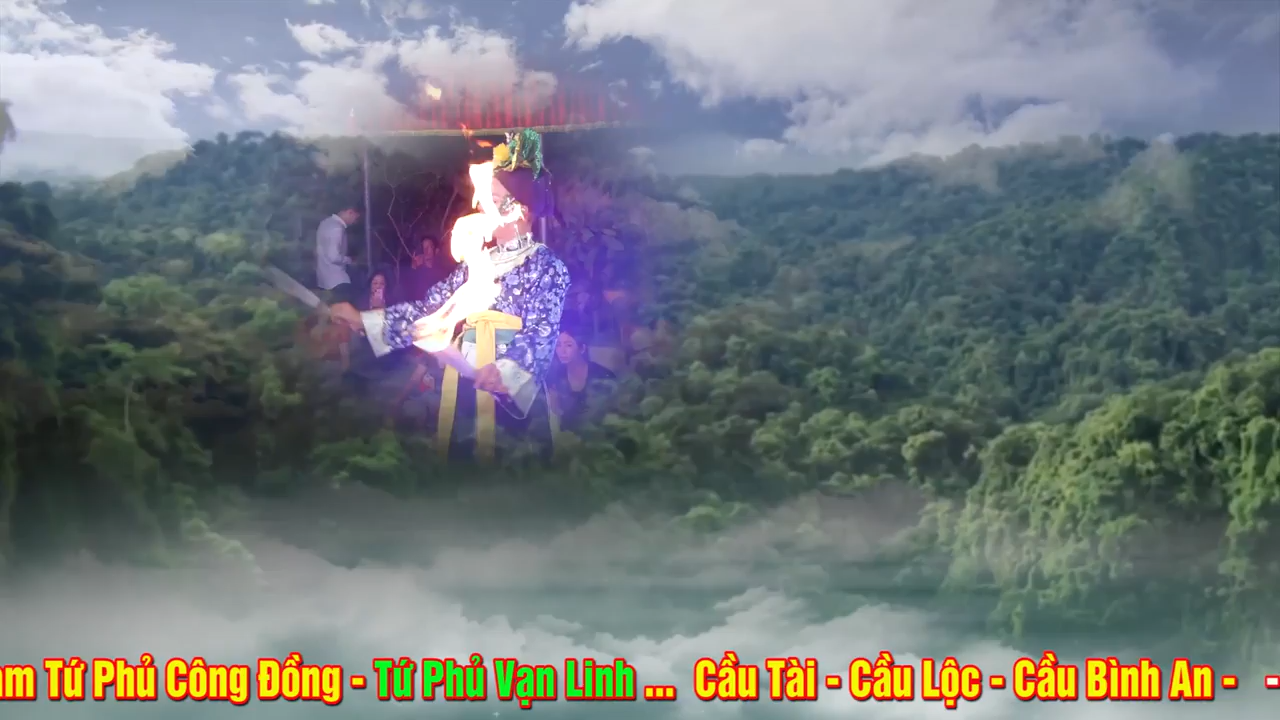 Tứ Phủ Công Đồng - Tứ Phủ Vạn Linh ... Cầu Tài - Cầu Lộc - Cầu Bình An - -